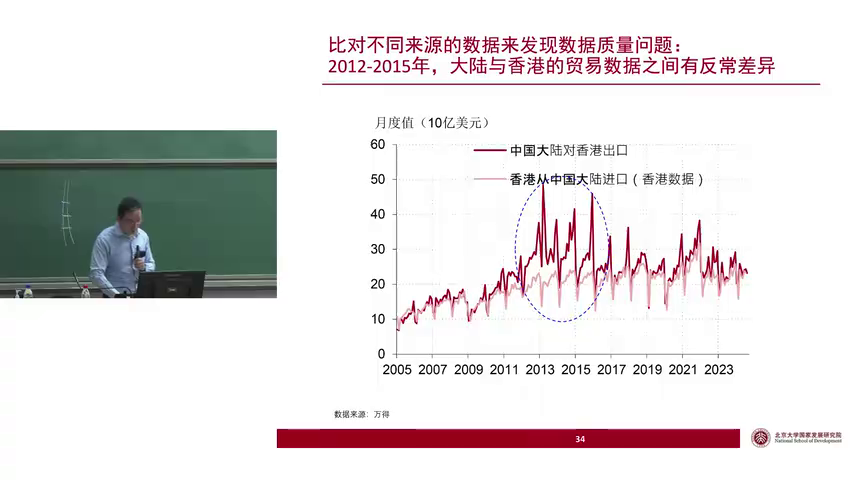 比对不同来源的数据来发现数据质量问题：
2012-2015年，大陆与香港的贸易数据之间有反常差异
月度值（10亿美元）
60
50
40
30
20
10
0
中国大陆对香港出口
香港从中国大陆进口（香港数据）
2005 2007 2009 2011 2013 2015 2017 2019 2021 2023
数据来源：万得
34
北京大学国家发展研究院
National School of Development